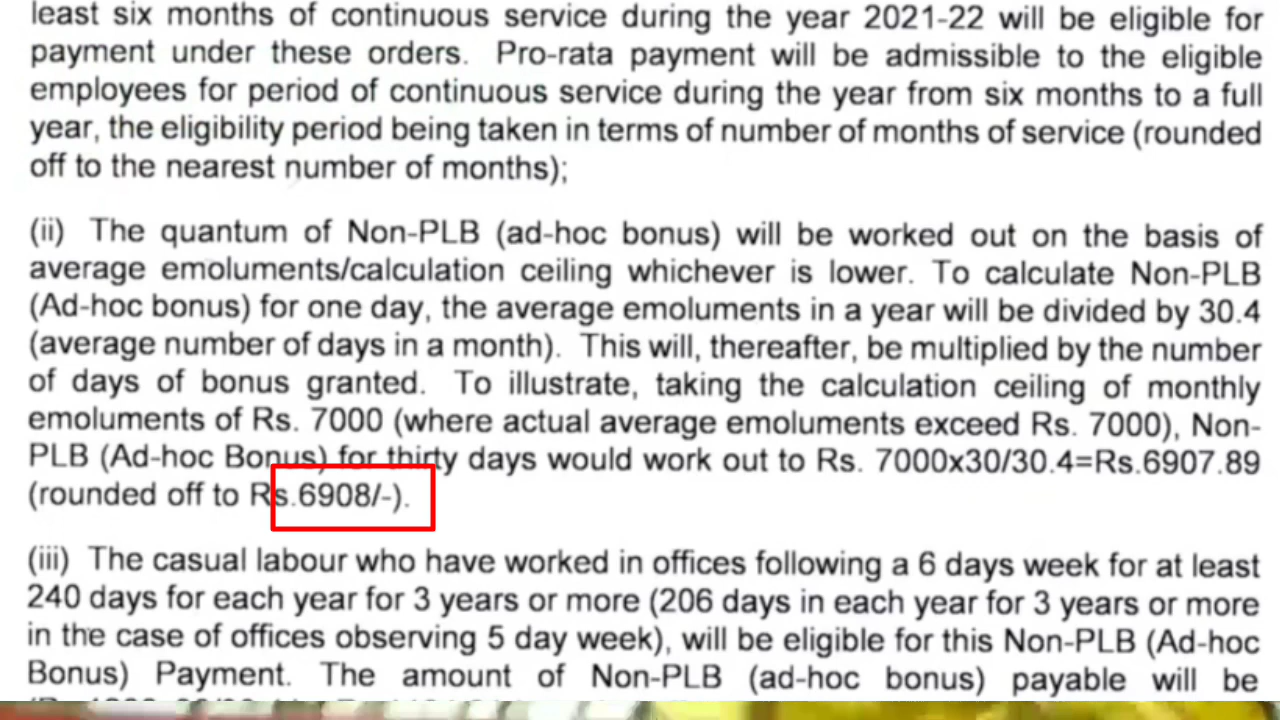 least six months of continuous service during the year 2021-22 will be eligible for
payment under these orders. Pro-rata payment will be admissible to the eligible
employees for period of continuous service during the year from six months to a full
year, the eligibility period being taken in terms of number of months of service (rounded
off to the nearest number of months);
(ii) The quantum of Non-PLB (ad-hoc bonus) will be worked out on the basis of
average emoluments/calculation ceiling whichever is lower. To calculate Non-PLB
(Ad-hoc bonus) for one day, the average emoluments in a year will be divided by 30.4
(average number of days in a month). This will, thereafter, be multiplied by the number
of days of bonus granted. To illustrate, taking the calculation ceiling of monthly
emoluments of Rs. 7000 (where actual average emoluments exceed Rs. 7000), Non-
PLB (Ad-hoc Bonus) for thirty days would work out to Rs. 7000x30/30.4=Rs.6907.89
(rounded off to Rs.6908/-).
(iii) The casual labour who have worked in offices following a 6 days week for at least
240 days for each year for 3 years or more (206 days in each year for 3 years or more
in the case of offices observing 5 day week), will be eligible for this Non-PLB (Ad-hoc
Bonus) Payment. The amount of Non-PLB (ad-hoc bonus) payable will be